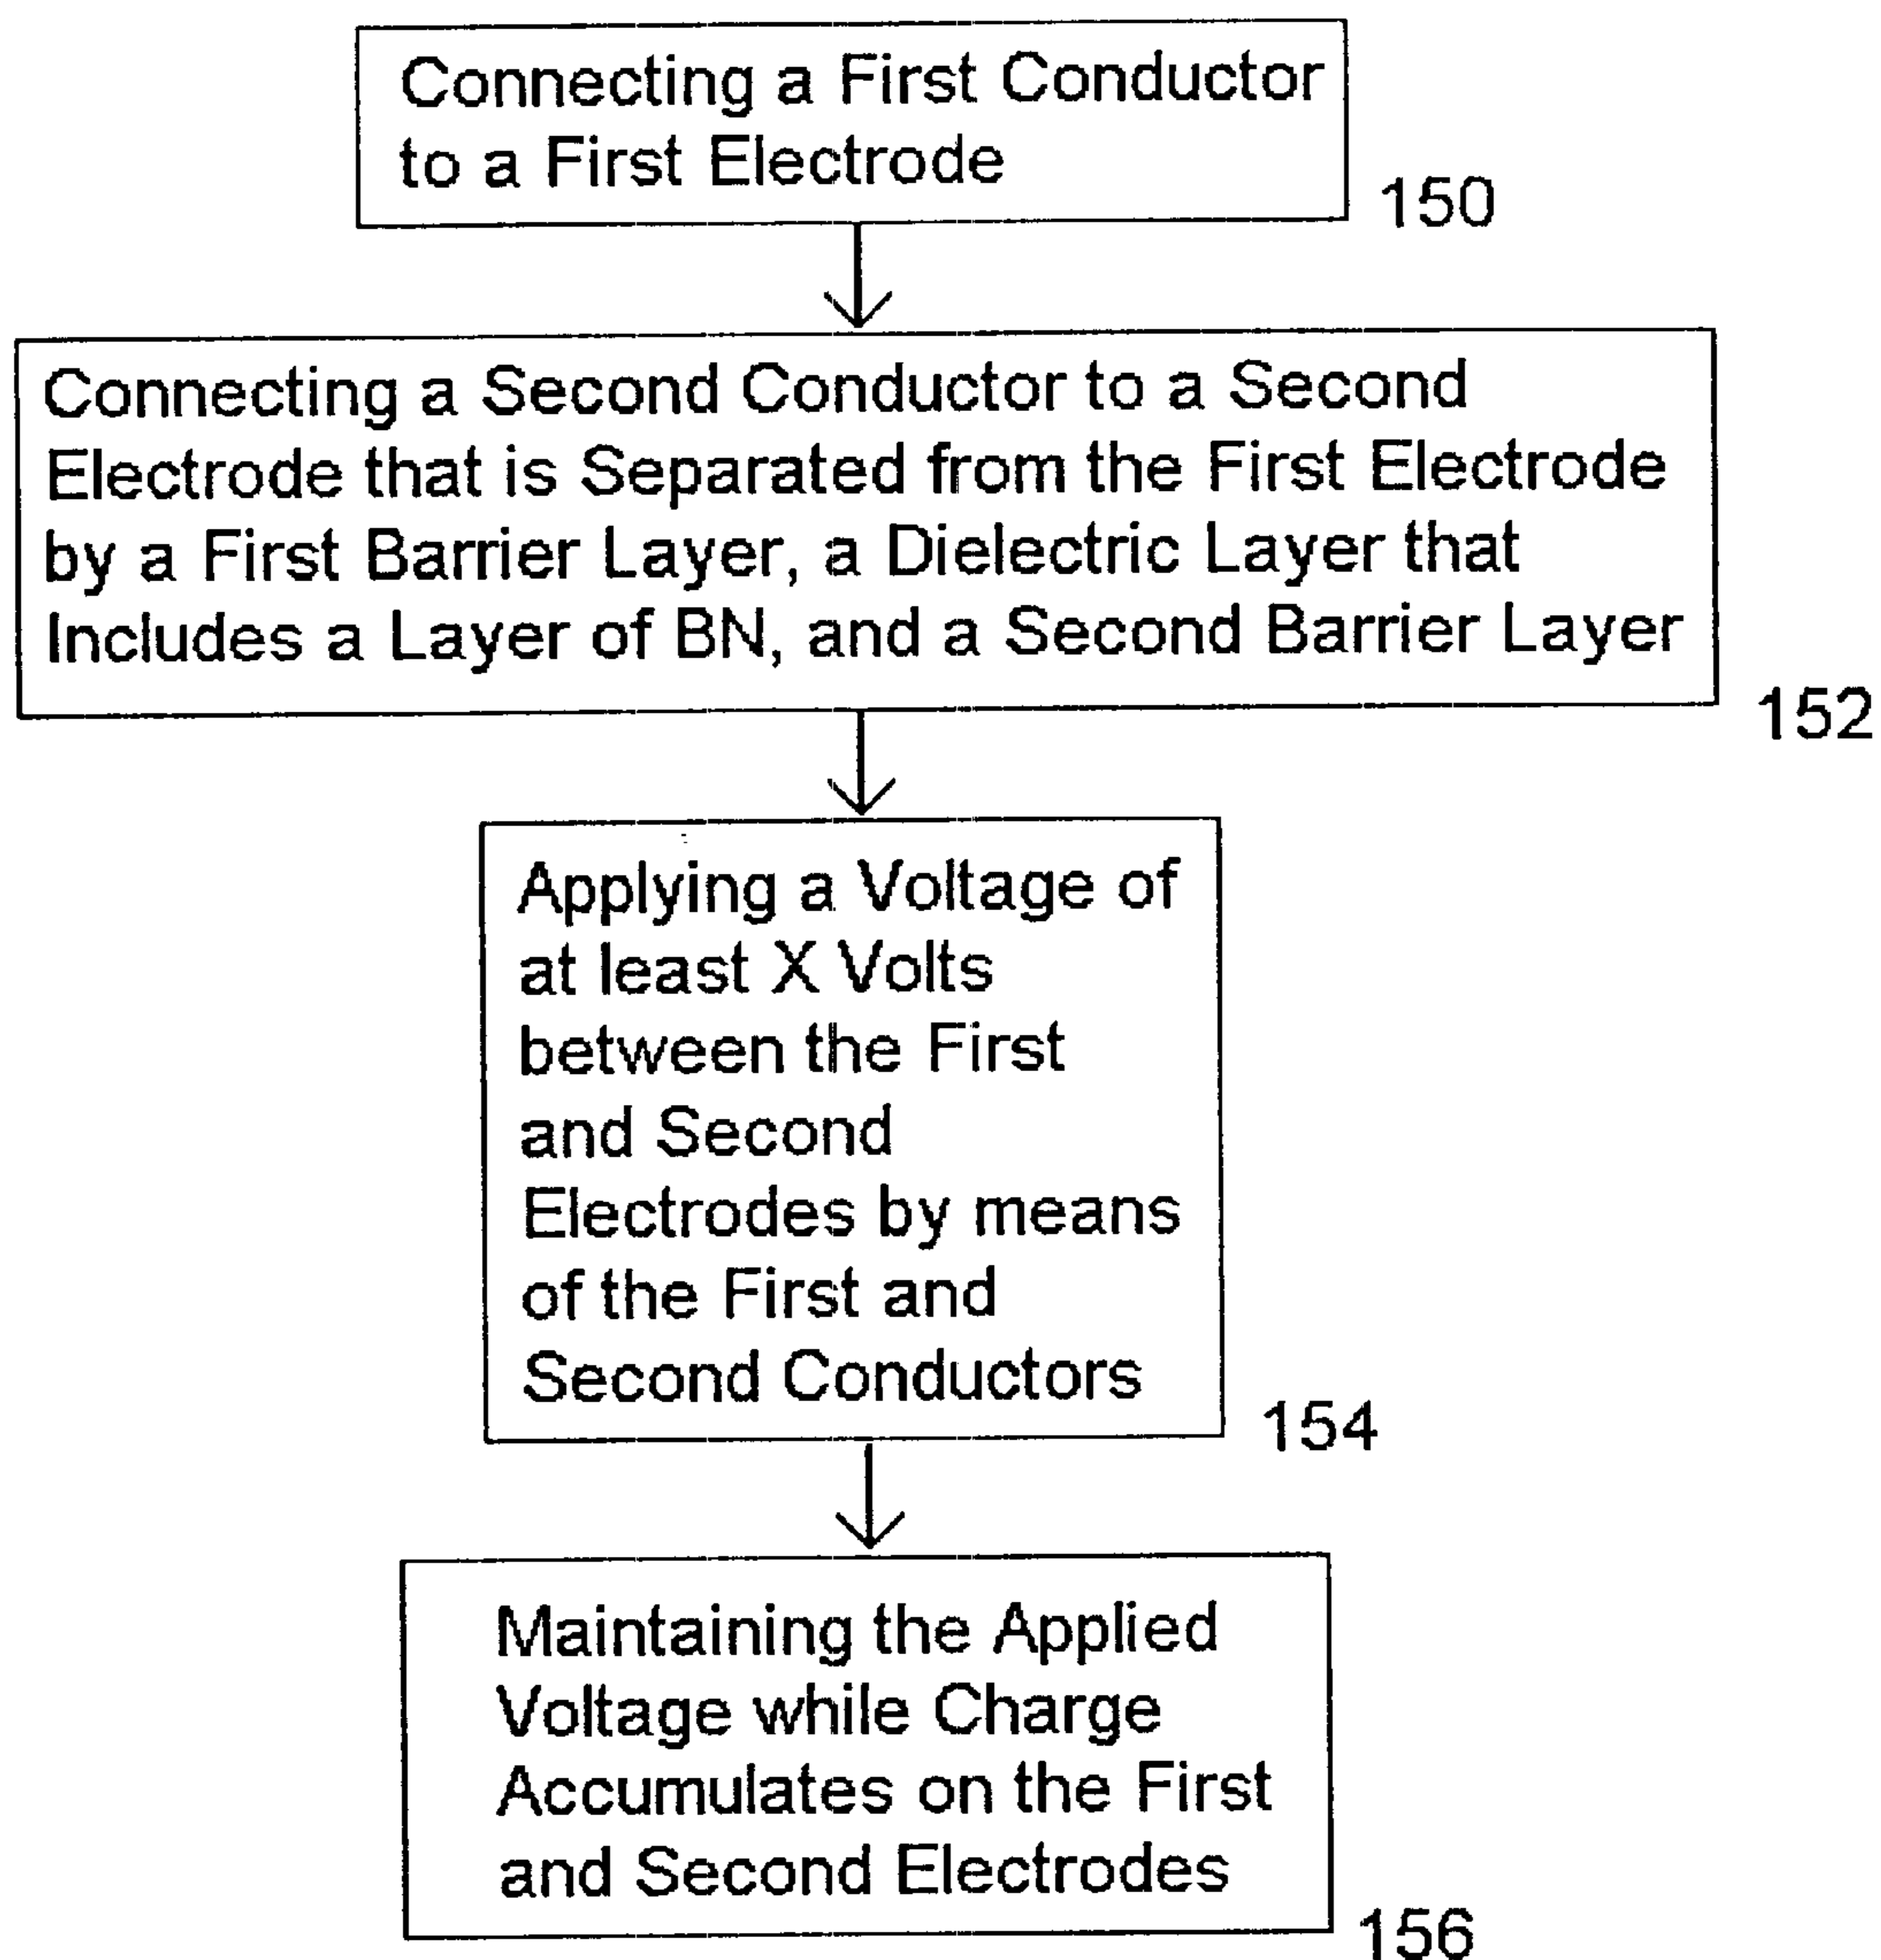 Connecting a First Conductor
to a First Electrode
150
Connecting a Second Conductor to a Second
Electrode that is Separated from the First Electrode
by a First Barrier Layer, a Dielectric Layer that
Includes a Layer of BN, and a Second Barrier Layer
152
Applying a Voltage of
at least X Volts
between the First
and Second
Electrodes by means
of the First and
Second Conductors
154
Maintaining the Applied
Voltage while Charge
Accumulates on the First
and Second Electrodes
156